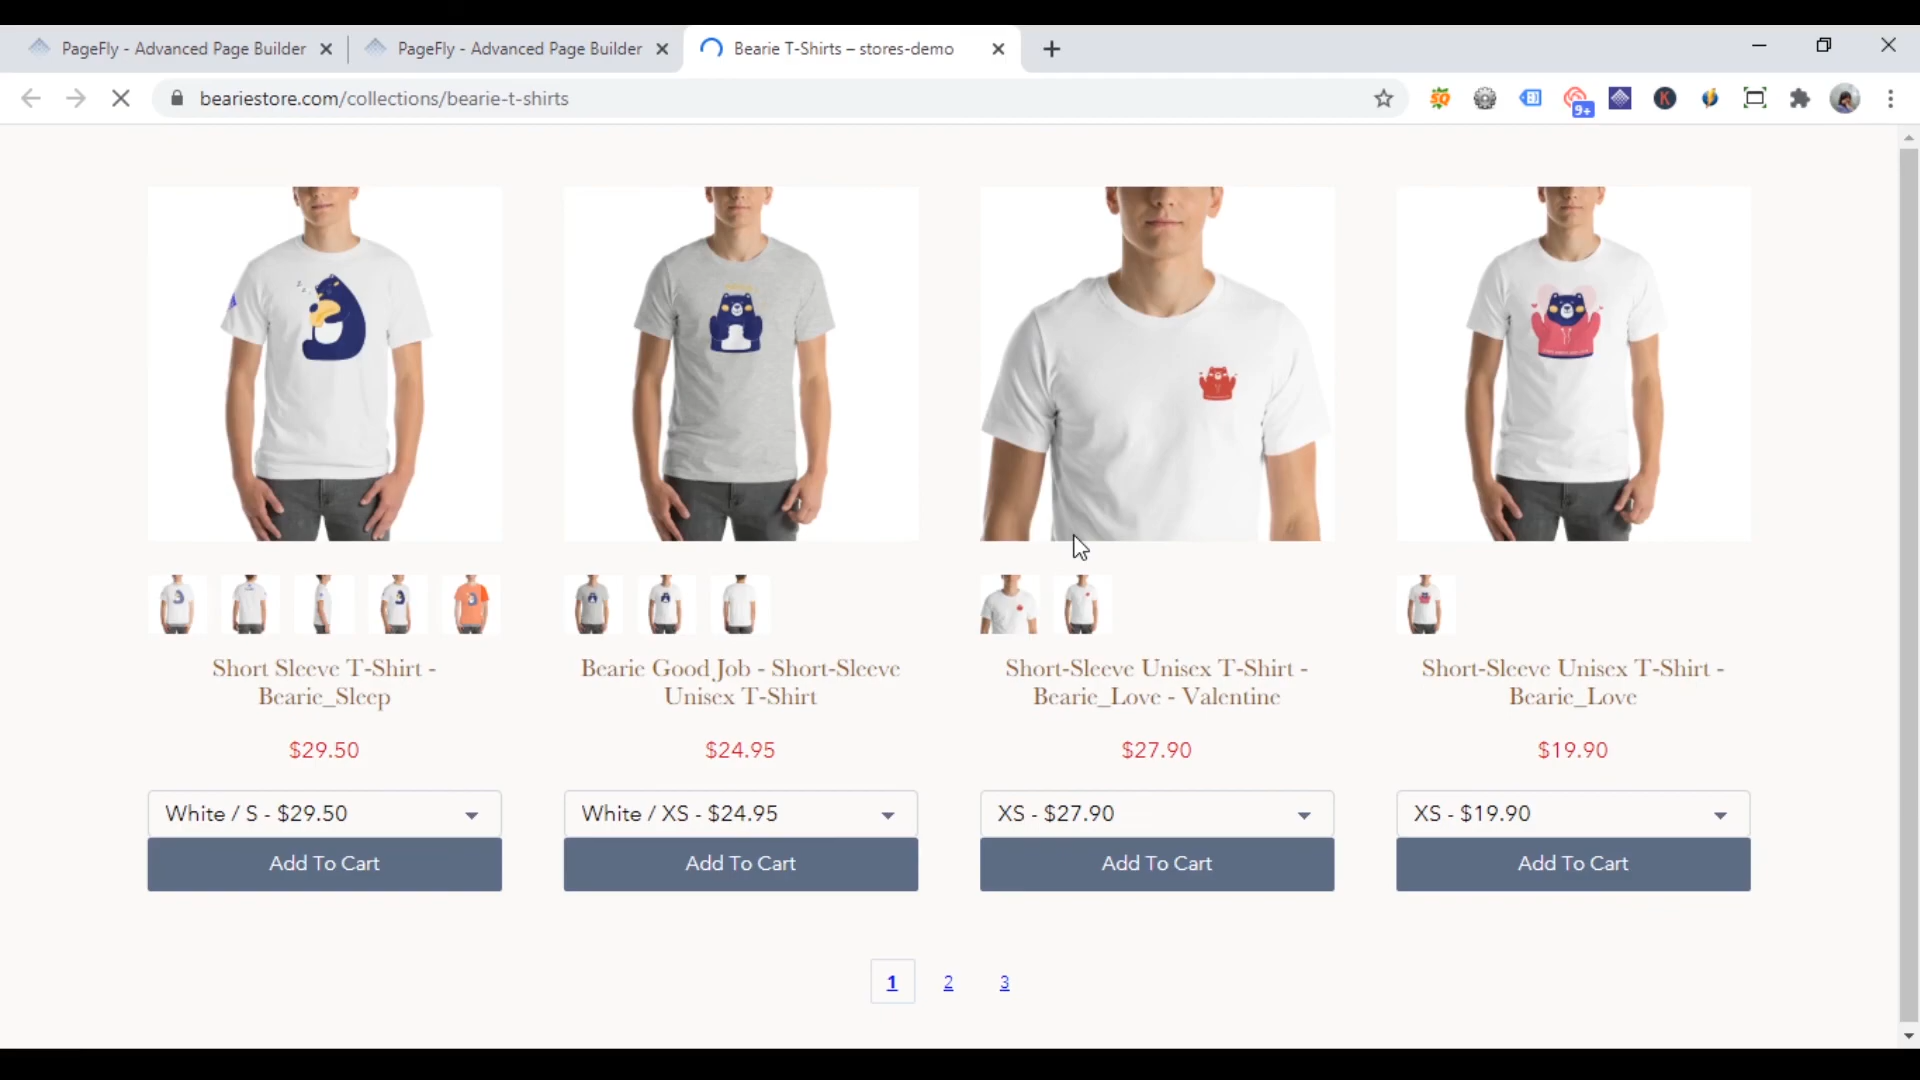 PageFly - Advanced Page Builder
PageFly - Advanced Page Builder
Bearie T-Shirts – stores-demo
beariestore.com/collections/bearie-t-shirts
SQ
9+
K
Short Sleeve T-Shirt -
Bearie_Sleep
$29.50
White / S - $29.50
Add To Cart
Bearie Good Job - Short-Sleeve
Unisex T-Shirt
$24.95
White / XS - $24.95
Add To Cart
Short-Sleeve Unisex T-Shirt -
Bearie_Love - Valentine
$27.90
XS - $27.90
Add To Cart
Short-Sleeve Unisex T-Shirt -
Bearie_Love
$19.90
XS - $19.90
Add To Cart
1 2 3